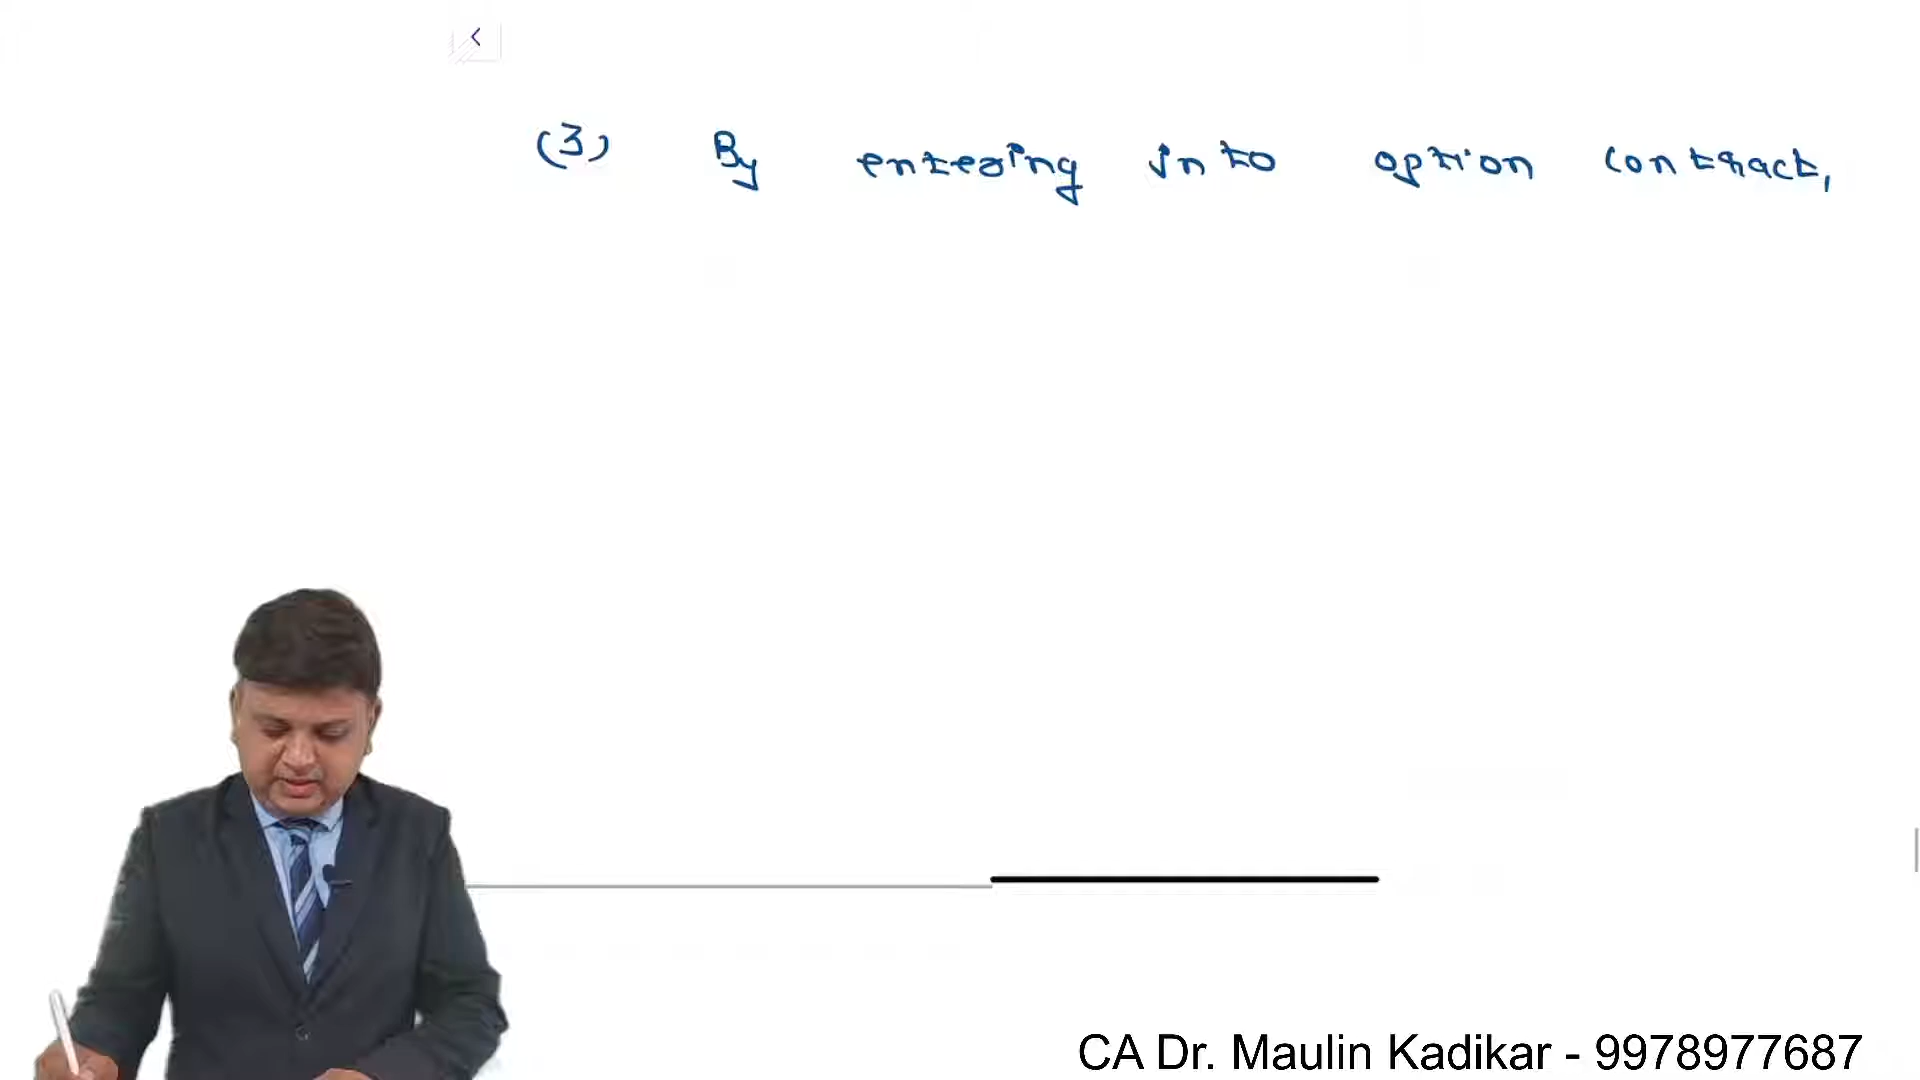 (3) By entering into option contract,
CA Dr. Maulin Kadikar - 9978977687